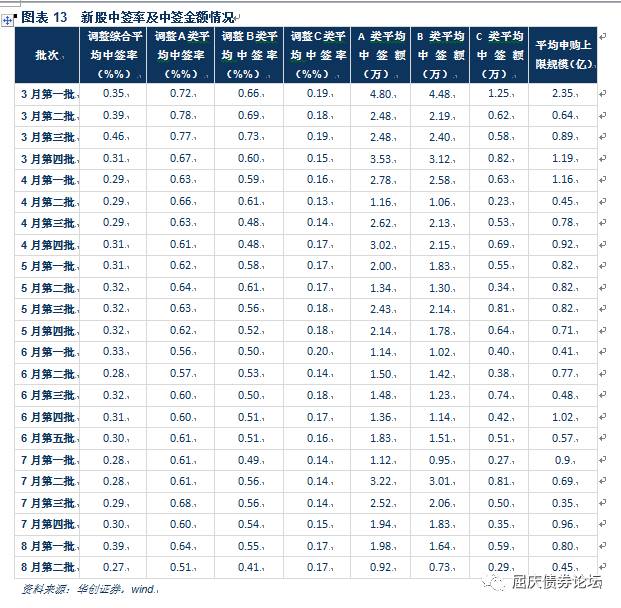 图表 13 新股中签率及中签金额情况
批次 调整综合平均中签率（%%） 调整A类平均中签率（%%） 调整B类平均中签率（%%） 调整C类平均中签率（%%） A 类平均中签额（万） B 类平均中签额（万） C 类平均中签额（万） 平均申购上限规模（亿）
3 月第一批 0.35 0.72 0.66 0.19 4.80 4.48 1.25 2.35
3 月第二批 0.39 0.78 0.69 0.18 2.48 2.19 0.62 0.64
3 月第三批 0.46 0.77 0.73 0.19 2.48 2.40 0.58 0.89
3 月第四批 0.31 0.67 0.60 0.15 3.53 3.12 0.82 1.19
4 月第一批 0.29 0.63 0.59 0.16 2.78 2.58 0.63 1.16
4 月第二批 0.29 0.66 0.61 0.13 1.16 1.06 0.23 0.45
4 月第三批 0.29 0.63 0.48 0.14 2.62 2.13 0.53 0.78
4 月第四批 0.31 0.61 0.48 0.17 3.02 2.15 0.69 0.92
5 月第一批 0.31 0.62 0.58 0.17 2.00 1.83 0.55 0.82
5 月第二批 0.32 0.64 0.61 0.17 1.34 1.30 0.34 0.82
5 月第三批 0.32 0.63 0.56 0.18 2.43 2.14 0.81 0.82
5 月第四批 0.32 0.62 0.52 0.18 2.14 1.78 0.64 0.71
6 月第一批 0.33 0.56 0.50 0.20 1.14 1.02 0.40 0.41
6 月第二批 0.28 0.57 0.53 0.14 1.50 1.42 0.38 0.77
6 月第三批 0.32 0.60 0.50 0.18 1.48 1.23 0.74 0.48
6 月第四批 0.31 0.60 0.51 0.17 1.36 1.14 0.42 1.02
6 月第五批 0.30 0.61 0.51 0.16 1.83 1.51 0.51 0.57
7 月第一批 0.28 0.61 0.49 0.14 1.12 0.95 0.27 0.9
7 月第二批 0.28 0.61 0.56 0.14 3.22 3.01 0.81 0.69
7 月第三批 0.29 0.68 0.56 0.14 2.52 2.06 0.50 0.35
7 月第四批 0.30 0.60 0.54 0.15 1.94 1.83 0.35 0.96
8 月第一批 0.39 0.64 0.55 0.17 1.98 1.64 0.59 0.80
8 月第二批 0.27 0.51 0.41 0.17 0.92 0.73 0.29 0.45
资料来源：华创证券，wind
屈庆债券论坛